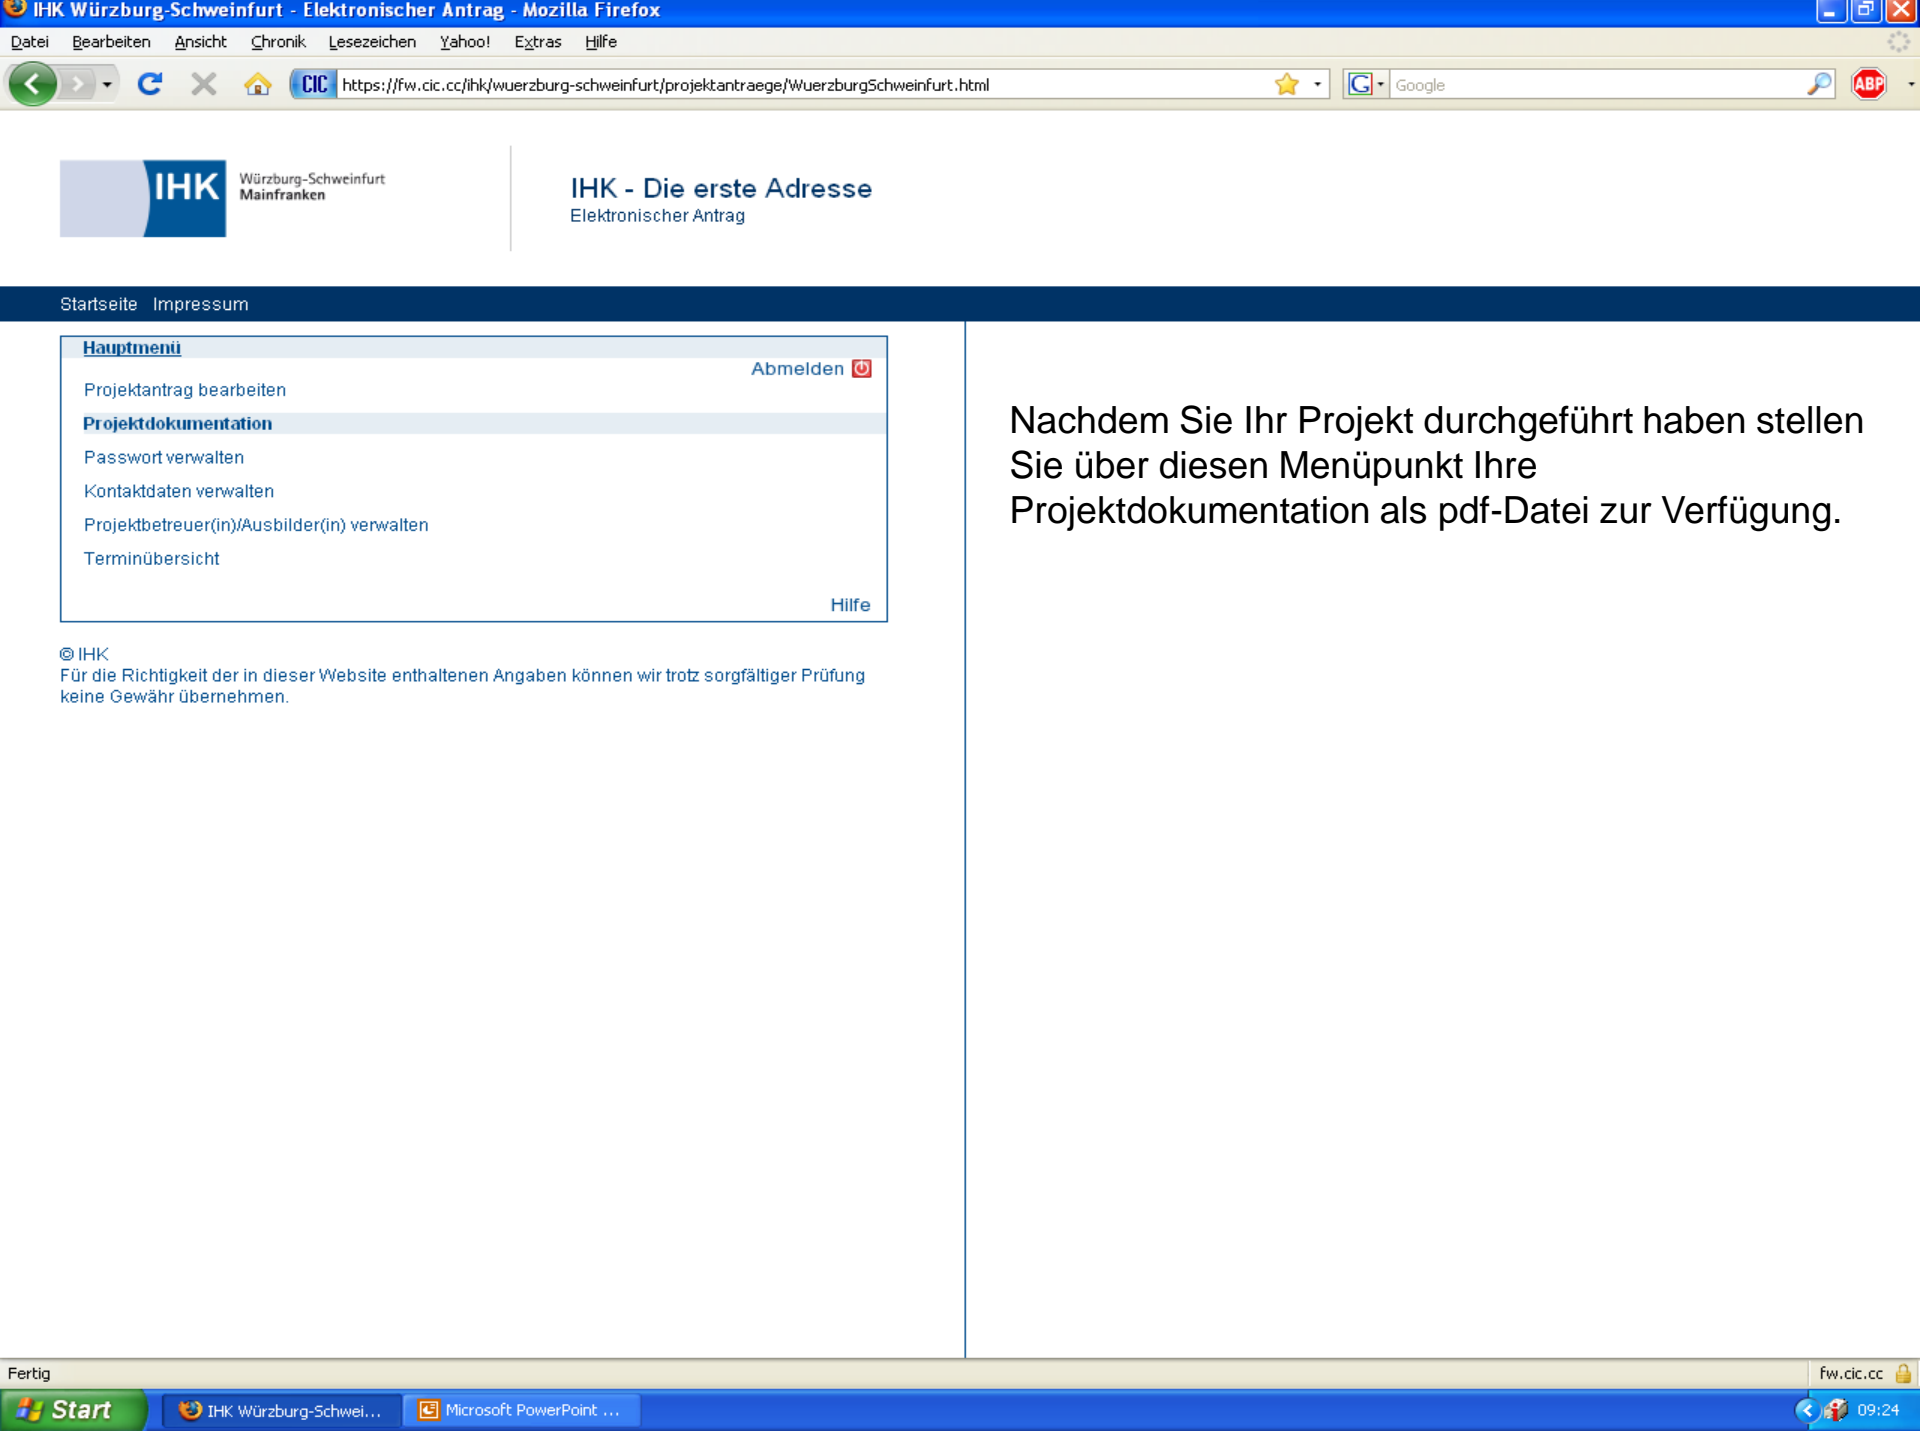 IHK Würzburg-Schweinfurt - Elektronischer Antrag - Mozilla Firefox
Datei Bearbeiten Ansicht Chronik Lesezeichen Yahoo! Extras Hilfe
CIC https://fw.cic.cc/ihk/wuerzburg-schweinfurt/projektantraege/WuerzburgSchweinfurt.html G Google ABP
IHK Würzburg-Schweinfurt
Mainfranken
IHK - Die erste Adresse
Elektronischer Antrag
Startseite Impressum
Hauptmenü
Abmelden
Projektantrag bearbeiten
Projektdokumentation
Passwort verwalten
Kontaktdaten verwalten
Projektbetreuer(in)/Ausbilder(in) verwalten
Terminübersicht
Hilfe
© IHK
Für die Richtigkeit der in dieser Website enthaltenen Angaben können wir trotz sorgfältiger Prüfung
keine Gewähr übernehmen.
Nachdem Sie Ihr Projekt durchgeführt haben stellen
Sie über diesen Menüpunkt Ihre
Projektdokumentation als pdf-Datei zur Verfügung.
Fertig fw.cic.cc
Start IHK Würzburg-Schwei... Microsoft PowerPoint ... 09:24